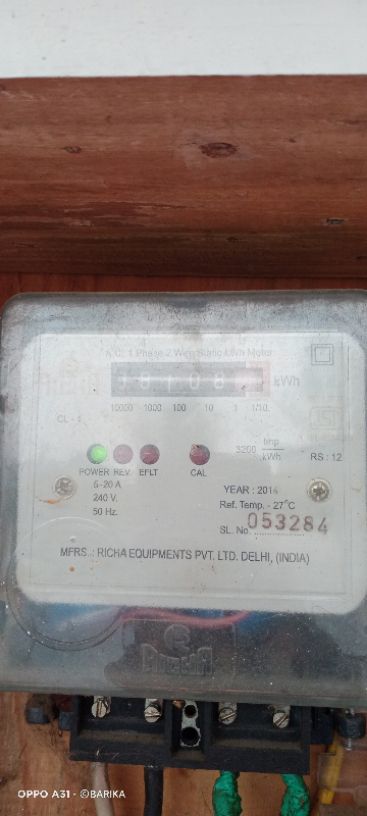 A.C. 1 Phase 2 Wire Static kWh Meter
kWh
10000 1000 100 10 1 1/10
CL - 1
POWER REV. EFLT CAL
3200 Imp/kWh
RS : 12
5-20 A
240 V.
50 Hz.
YEAR : 2014
Ref. Temp. - 27°C
SL. No. 053284
MFRS. : RICHA EQUIPMENTS PVT. LTD. DELHI, (INDIA)
OPPO A31 · ©BARIKA